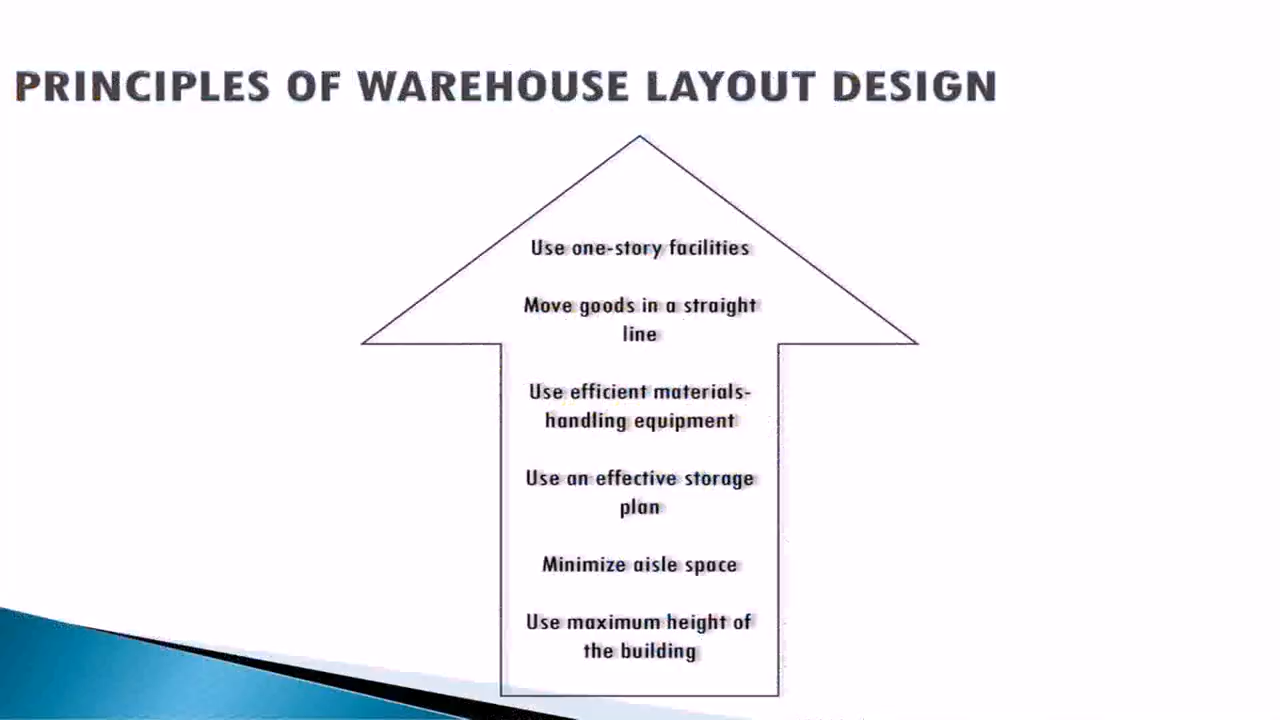 PRINCIPLES OF WAREHOUSE LAYOUT DESIGN
Use one-story facilities
Move goods in a straight
line
Use efficient materials-
handling equipment
Use an effective storage
plan
Minimize aisle space
Use maximum height of
the building